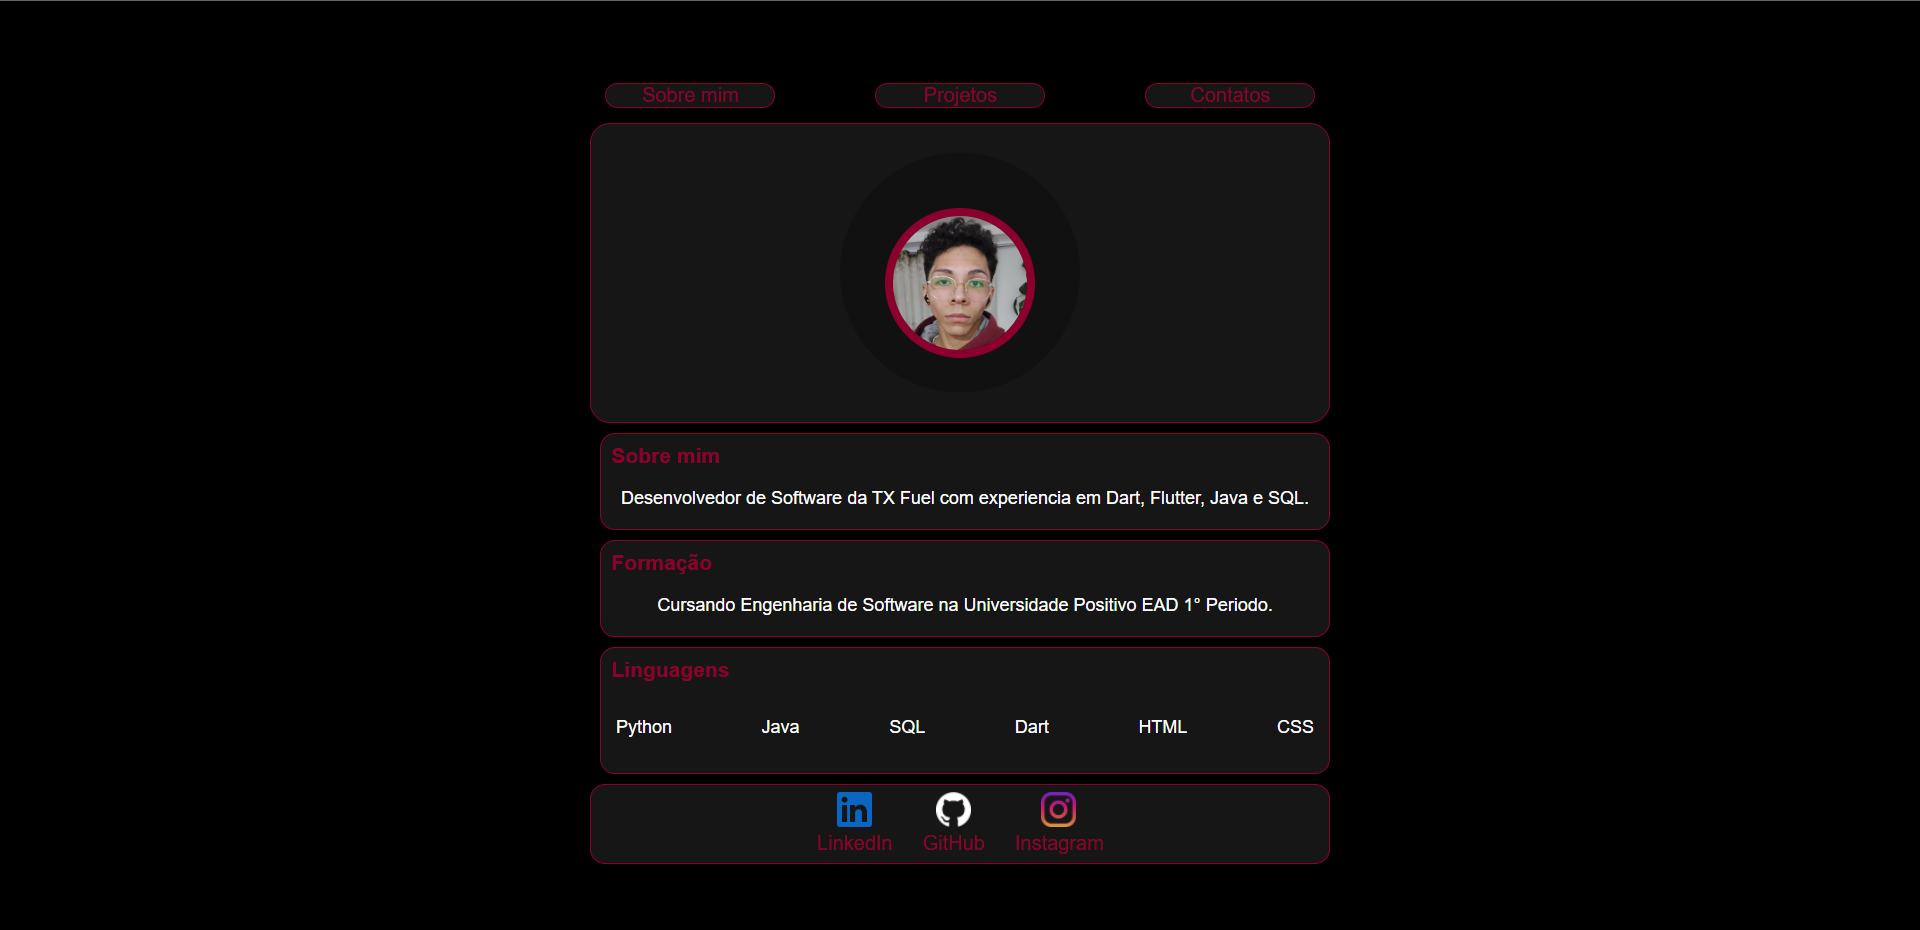 Sobre mim
Projetos
Contatos
Sobre mim
Desenvolvedor de Software da TX Fuel com experiencia em Dart, Flutter, Java e SQL.
Formação
Cursando Engenharia de Software na Universidade Positivo EAD 1° Periodo.
Linguagens
Python Java SQL Dart HTML CSS
LinkedIn GitHub Instagram